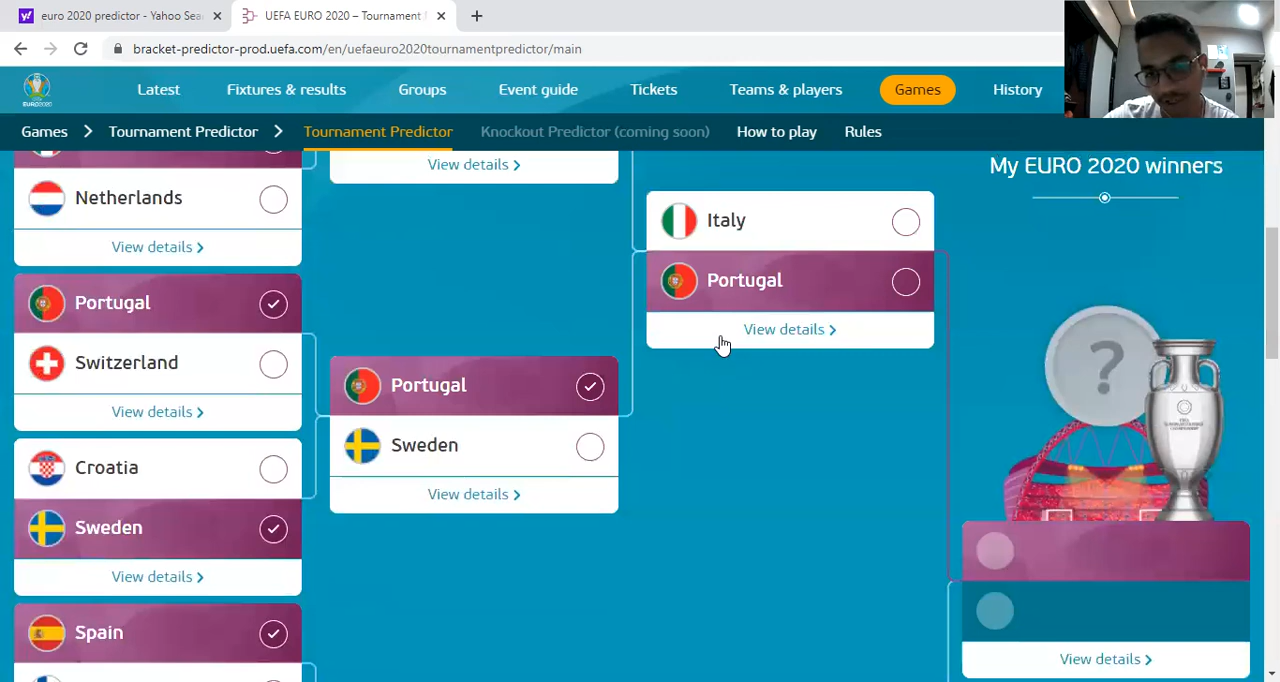 euro 2020 predictor - Yahoo Sea
UEFA EURO 2020 – Tournament
bracket-predictor-prod.uefa.com/en/uefaeuro2020tournamentpredictor/main
EURO2020
Latest
Fixtures & results
Groups
Event guide
Tickets
Teams & players
Games
History
Games
Tournament Predictor
Tournament Predictor
Knockout Predictor (coming soon)
How to play
Rules
Netherlands
View details
Portugal
Switzerland
View details
Croatia
Sweden
View details
Spain
View details
Portugal
Sweden
View details
Italy
Portugal
View details
My EURO 2020 winners
?
View details